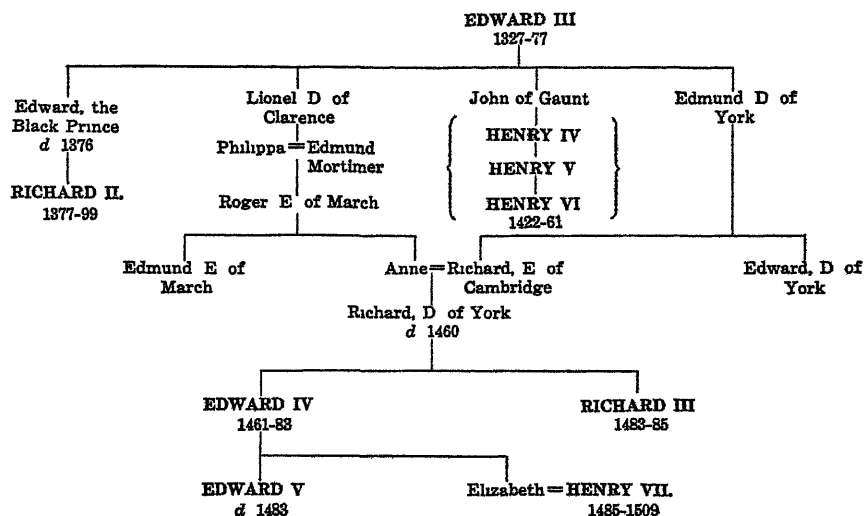 EDWARD III
1327-77
Edward, the
Black Prince
d 1376
Lionel D of
Clarence
John of Gaunt
Edmund D of
York
Philippa = Edmund
Mortimer
HENRY IV
HENRY V
HENRY VI
1422-61
RICHARD II.
1377-99
Roger E of March
Edmund E of
March
Anne = Richard, E of
Cambridge
Edward, D of
York
Richard, D of York
d 1460
EDWARD IV
1461-83
RICHARD III
1483-85
EDWARD V
d 1483
Elizabeth = HENRY VII.
1485-1509